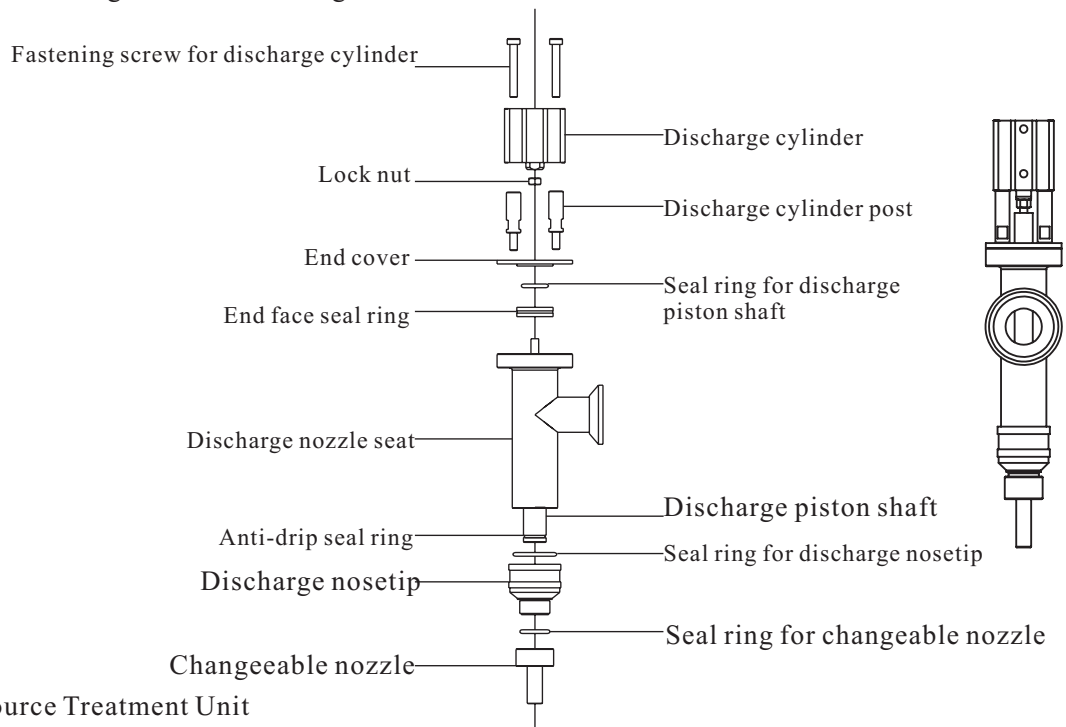 Fastening screw for discharge cylinder
Discharge cylinder
Lock nut
Discharge cylinder post
End cover
Seal ring for discharge
piston shaft
End face seal ring
Discharge nozzle seat
Discharge piston shaft
Anti-drip seal ring
Seal ring for discharge nosetip
Discharge nosetip
Seal ring for changeable nozzle
Changeeable nozzle
Treatment Unit